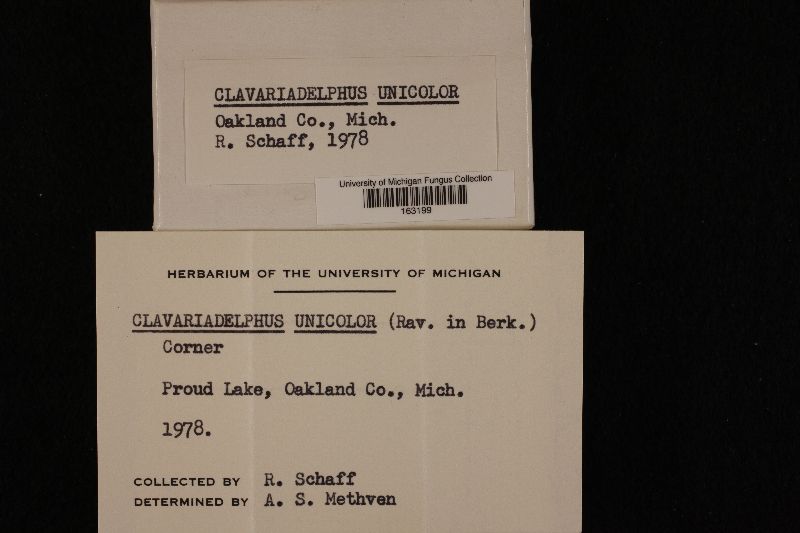 CLAVARIADELPHUS UNICOLOR
Oakland Co., Mich.
R. Schaff, 1978
University of Michigan Fungus Collection
163199
HERBARIUM OF THE UNIVERSITY OF MICHIGAN
CLAVARIADELPHUS UNICOLOR (Rav. in Berk.)
Corner
Proud Lake, Oakland Co., Mich.
1978.
COLLECTED BY R. Schaff
DETERMINED BY A. S. Methven